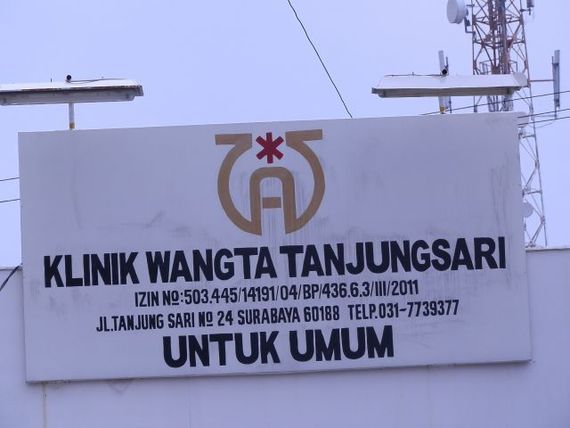 KLINIK WANGTA TANJUNGSARI
IZIN No:503.445/14191/04/BP/436.6.3/III/2011
JL.TANJUNG SARI No 24 SURABAYA 60188 TELP.031-7739377
UNTUK UMUM